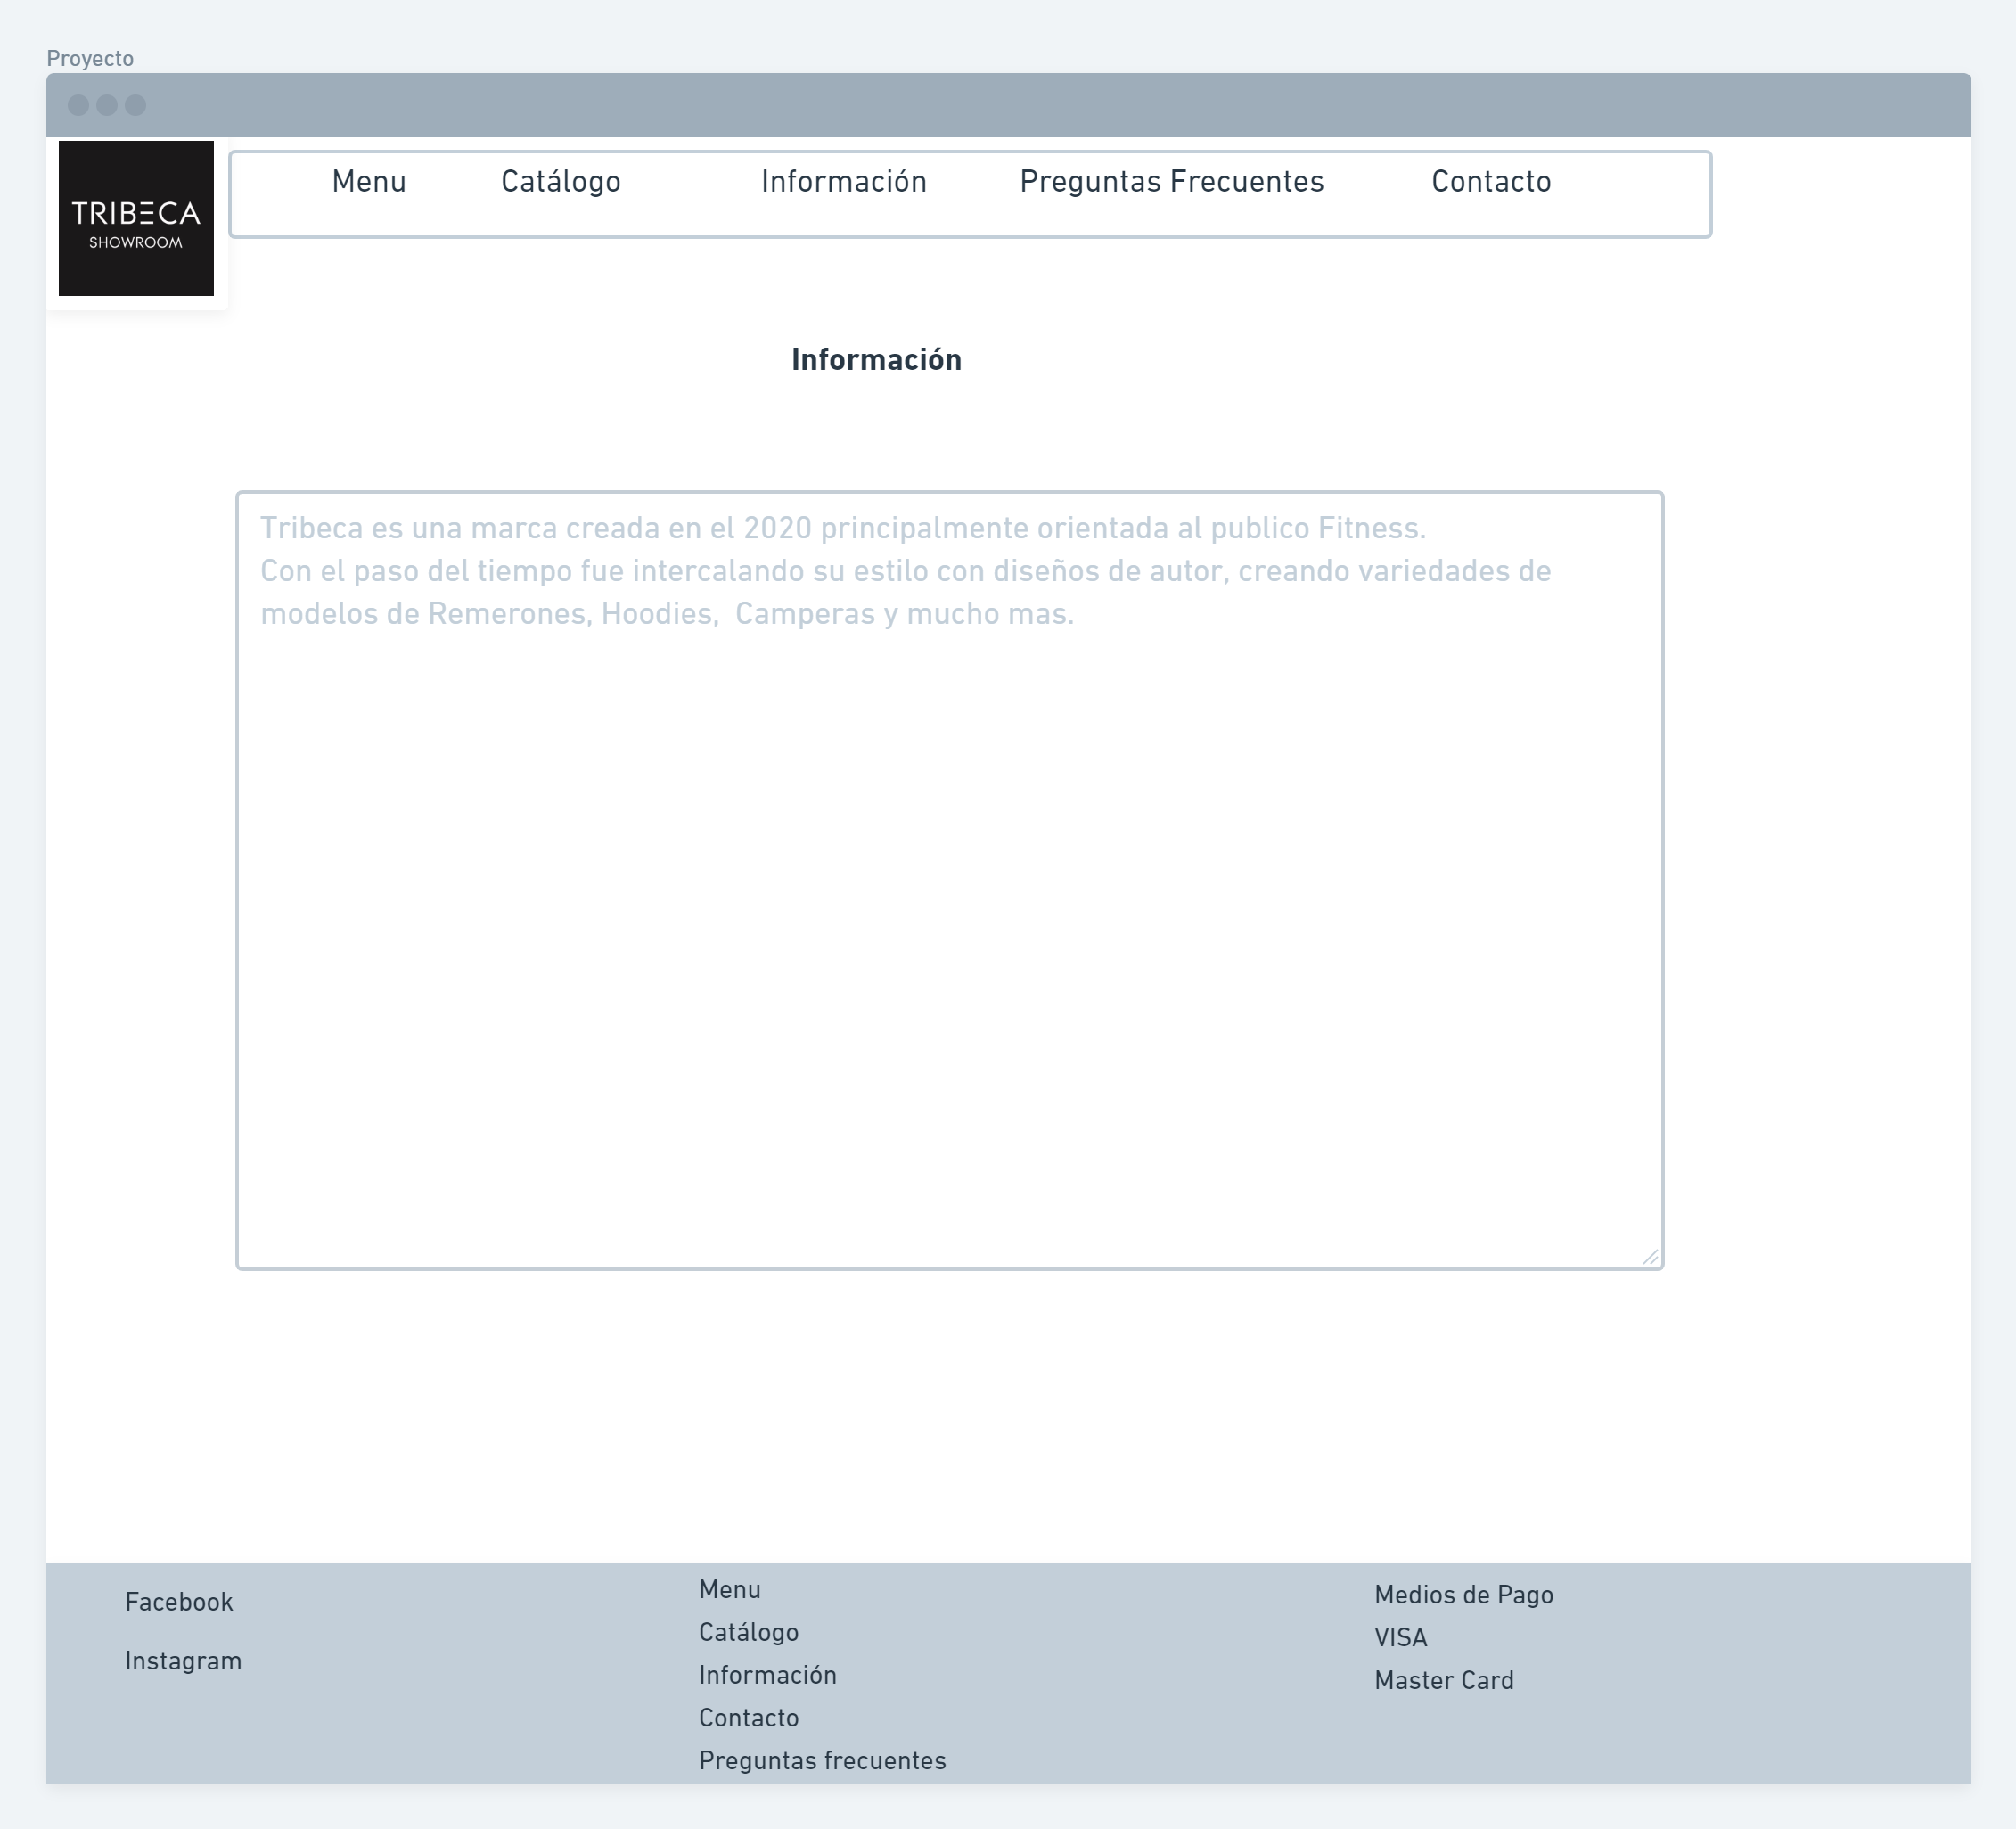 Proyecto
TRIBECA
SHOWROOM
Menu Catálogo Información Preguntas Frecuentes Contacto
Información
Tribeca es una marca creada en el 2020 principalmente orientada al publico Fitness.
Con el paso del tiempo fue intercalando su estilo con diseños de autor, creando variedades de
modelos de Remerones, Hoodies,  Camperas y mucho mas.
Facebook
Instagram
Menu
Catálogo
Información
Contacto
Preguntas frecuentes
Medios de Pago
VISA
Master Card